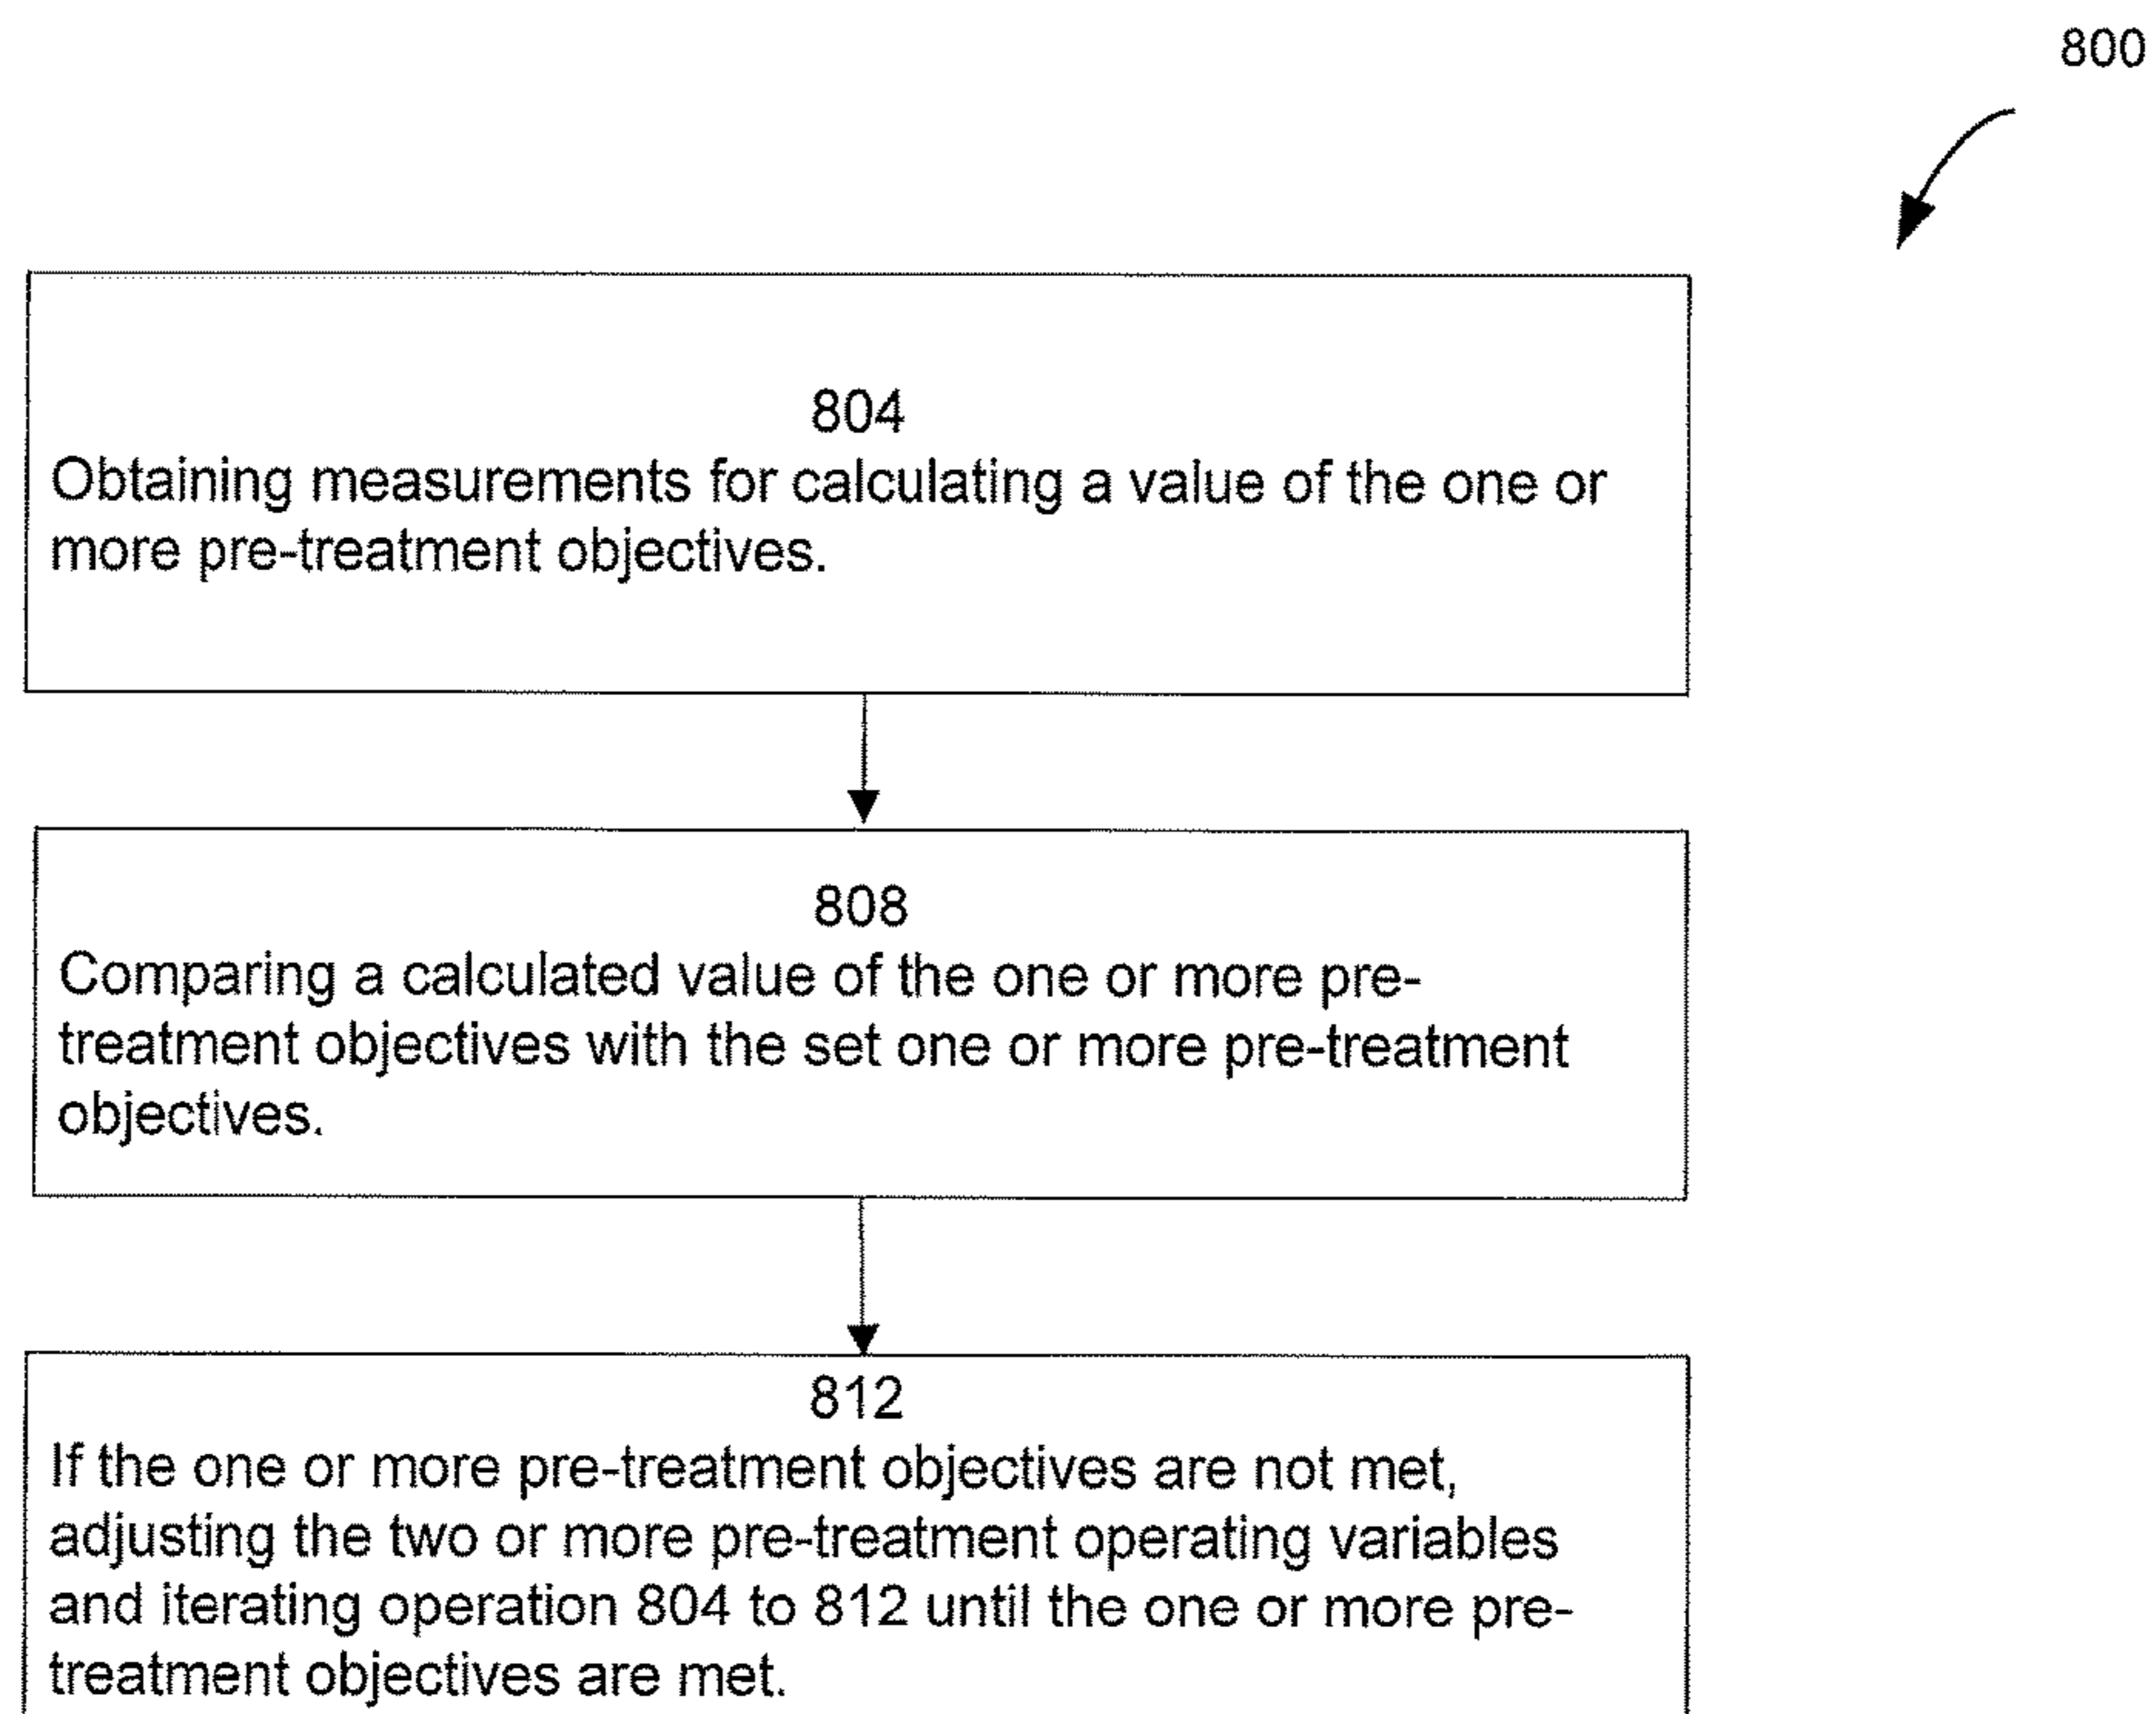 800
804
Obtaining measurements for calculating a value of the one or
more pre-treatment objectives.
808
Comparing a calculated value of the one or more pre-
treatment objectives with the set one or more pre-treatment
objectives.
812
If the one or more pre-treatment objectives are not met,
adjusting the two or more pre-treatment operating variables
and iterating operation 804 to 812 until the one or more pre-
treatment objectives are met.